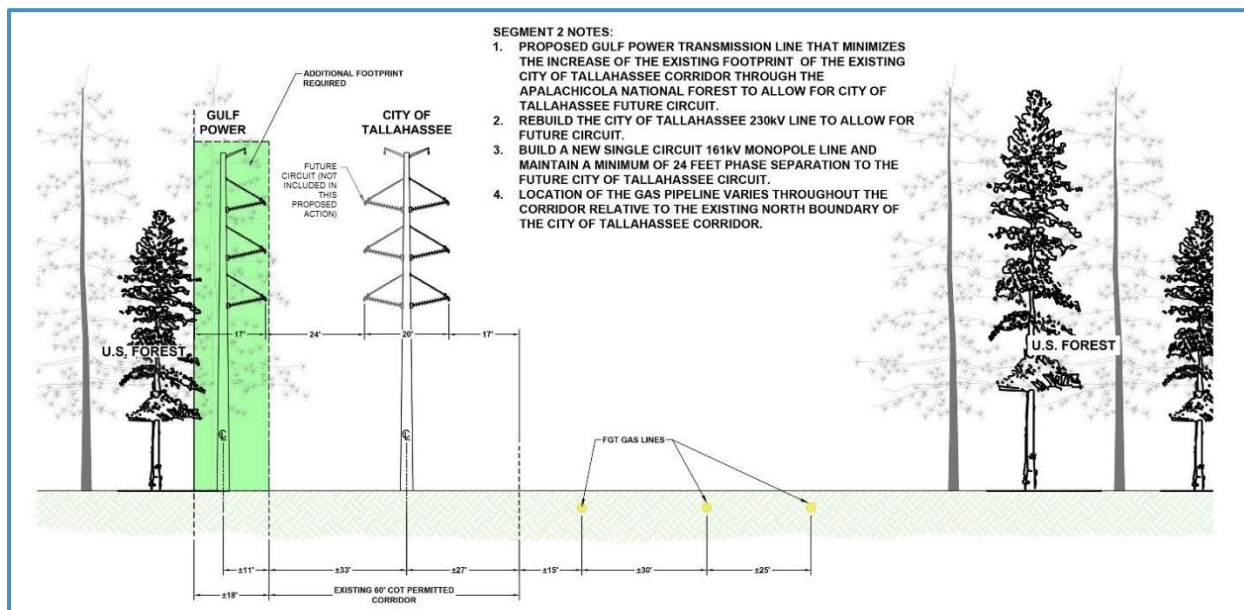 SEGMENT 2 NOTES:
1. PROPOSED GULF POWER TRANSMISSION LINE THAT MINIMIZES
THE INCREASE OF THE EXISTING FOOTPRINT OF THE EXISTING
CITY OF TALLAHASSEE CORRIDOR THROUGH THE
APALACHICOLA NATIONAL FOREST TO ALLOW FOR CITY OF
TALLAHASSEE FUTURE CIRCUIT.
2. REBUILD THE CITY OF TALLAHASSEE 230kV LINE TO ALLOW FOR
FUTURE CIRCUIT.
3. BUILD A NEW SINGLE CIRCUIT 161kV MONOPOLE LINE AND
MAINTAIN A MINIMUM OF 24 FEET PHASE SEPARATION TO THE
FUTURE CITY OF TALLAHASSEE CIRCUIT.
4. LOCATION OF THE GAS PIPELINE VARIES THROUGHOUT THE
CORRIDOR RELATIVE TO THE EXISTING NORTH BOUNDARY OF
THE CITY OF TALLAHASSEE CORRIDOR.
ADDITIONAL FOOTPRINT
REQUIRED
GULF
POWER
CITY OF
TALLAHASSEE
FUTURE
CIRCUIT (NOT
INCLUDED IN
THIS
PROPOSED
ACTION)
17' 24' 20' 17'
U.S. FOREST
U.S. FOREST
℄ ℄
FGT GAS LINES
±11' ±33' ±27' ±15' ±30' ±25'
±18'
EXISTING 60' COT PERMITTED
CORRIDOR